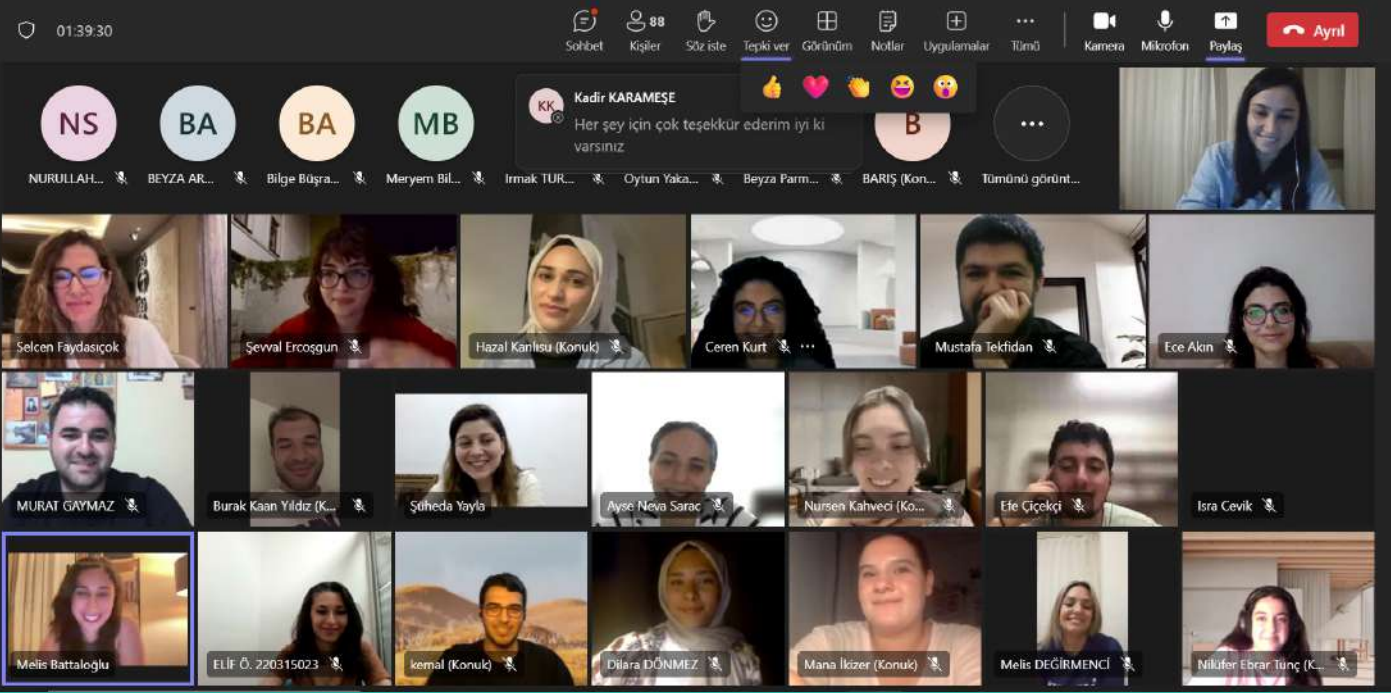 01:39:30
Sohbet
88
Kişiler
Söz iste
Tepki ver
Görünüm
Notlar
Uygulamalar
Tümü
Kamera
Mikrofon
Paylaş
Ayrıl
NS
BA
BA
MB
KK
Kadir KARAMEŞE
Her şey için çok teşekkür ederim iyi ki
varsınız
B
NURULLAH...
BEYZA AR...
Bilge Büşra...
Meryem Bil...
Irmak TUR...
Oytun Yaka...
Beyza Parm...
BARIŞ (Kon...
Tümünü görünt...
Selcen Faydasıçok
Şevval Ercoşgun
Hazal Kanlısu (Konuk)
Ceren Kurt
Mustafa Tekfidan
Ece Akın
MURAT GAYMAZ
Burak Kaan Yıldız (K...
Şüheda Yayla
Ayse Neva Sarac
Nursen Kahveci (Ko...
Efe Çiçekçi
Isra Cevik
Melis Battaloğlu
ELİF Ö. 220315023
kemal (Konuk)
Dilara DÖNMEZ
Mana İkizer (Konuk)
Melis DEĞİRMENCİ
Nilüfer Ebrar Tunç (K...